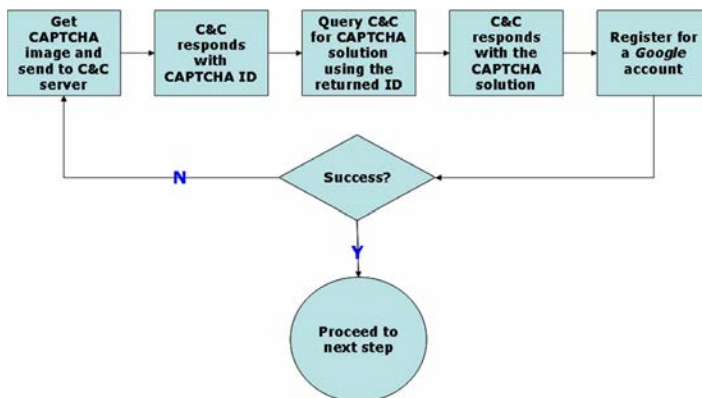 Get
CAPTCHA
image and
send to C&C
server
C&C
responds
with
CAPTCHA ID
Query C&C
for CAPTCHA
solution
using the
returned ID
C&C
responds
with the
CAPTCHA
solution
Register for
a Google
account
N
Success?
Y
Proceed to
next step